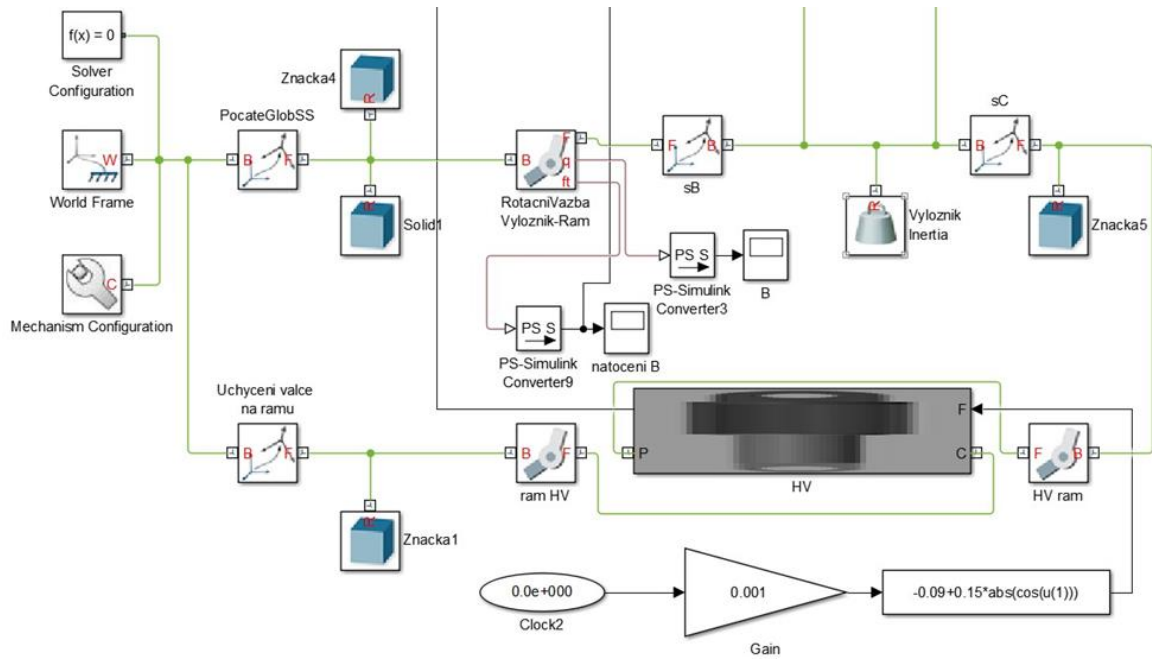 f(x) = 0
Solver
Configuration
W
World Frame
C
Mechanism Configuration
PocateGlobSS
B
F
Znacka4
R
R
Solid1
B
F
q
ft
RotacniVazba
Vyloznik-Ram
F
B
sB
PS S
PS-Simulink
Converter3
B
PS S
PS-Simulink
Converter9
natoceni B
R
Vyloznik
Inertia
sC
B
F
R
Znacka5
Uchyceni valce
na ramu
B
F
R
Znacka1
B
F
ram HV
P
F
C
HV
F
B
HV ram
0.0e+000
Clock2
0.001
Gain
-0.09+0.15*abs(cos(u(1)))